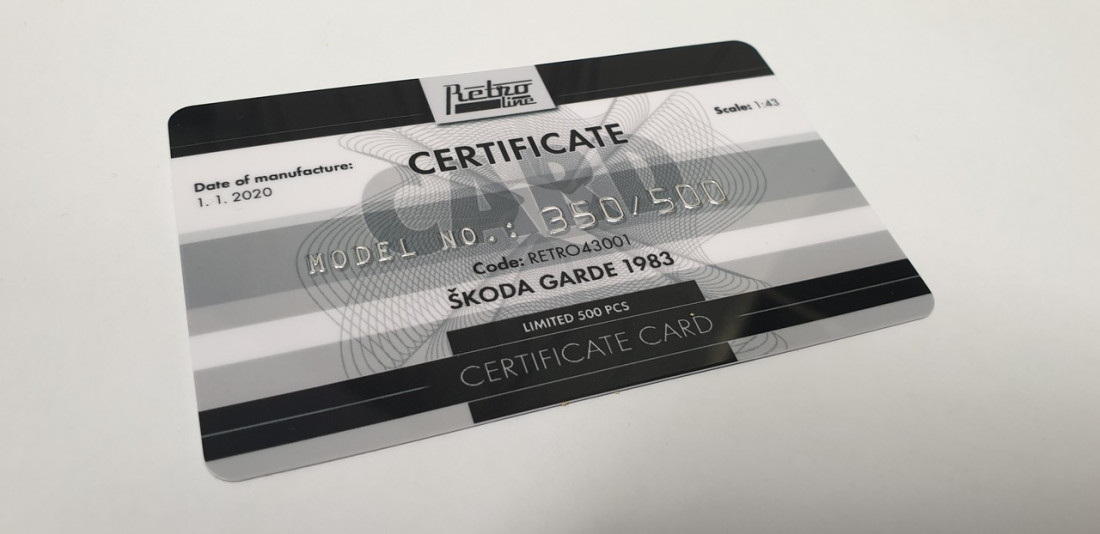 Retro
line
Scale: 1:43
CERTIFICATE
Date of manufacture:
1. 1. 2020
CARD
MODEL NO.: 350/500
Code: RETRO43001
ŠKODA GARDE 1983
LIMITED 500 PCS
CERTIFICATE CARD